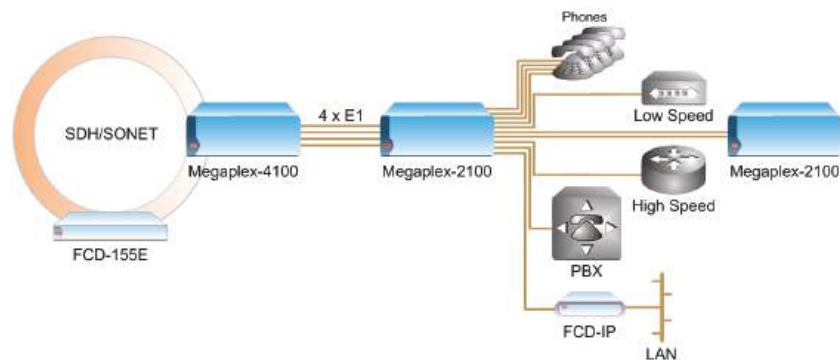 Phones
SDH/SONET
4 x E1
Low Speed
Megaplex-4100
Megaplex-2100
Megaplex-2100
High Speed
FCD-155E
PBX
FCD-IP
LAN